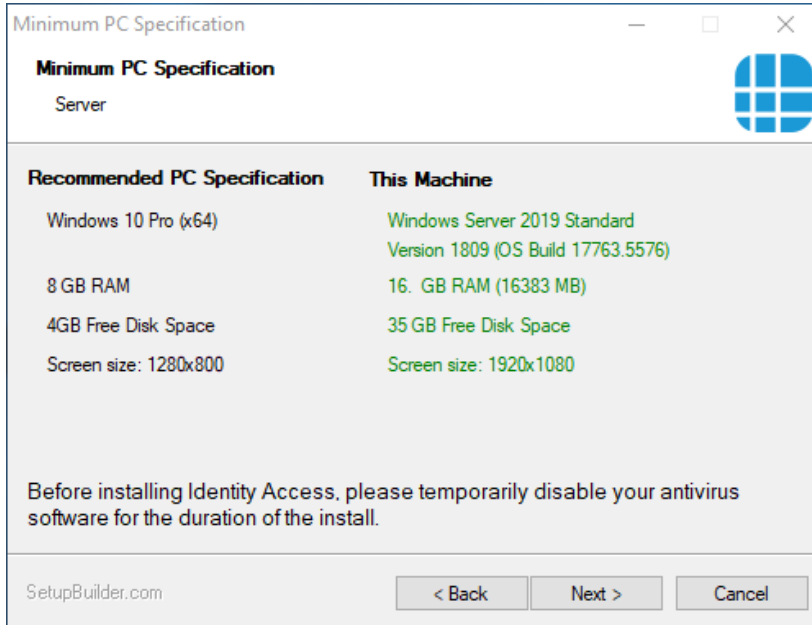 Minimum PC Specification
Minimum PC Specification
Server
Recommended PC Specification This Machine
Windows 10 Pro (x64) Windows Server 2019 Standard
Version 1809 (OS Build 17763.5576)
8 GB RAM 16. GB RAM (16383 MB)
4GB Free Disk Space 35 GB Free Disk Space
Screen size: 1280x800 Screen size: 1920x1080
Before installing Identity Access, please temporarily disable your antivirus
software for the duration of the install.
SetupBuilder.com < Back Next > Cancel